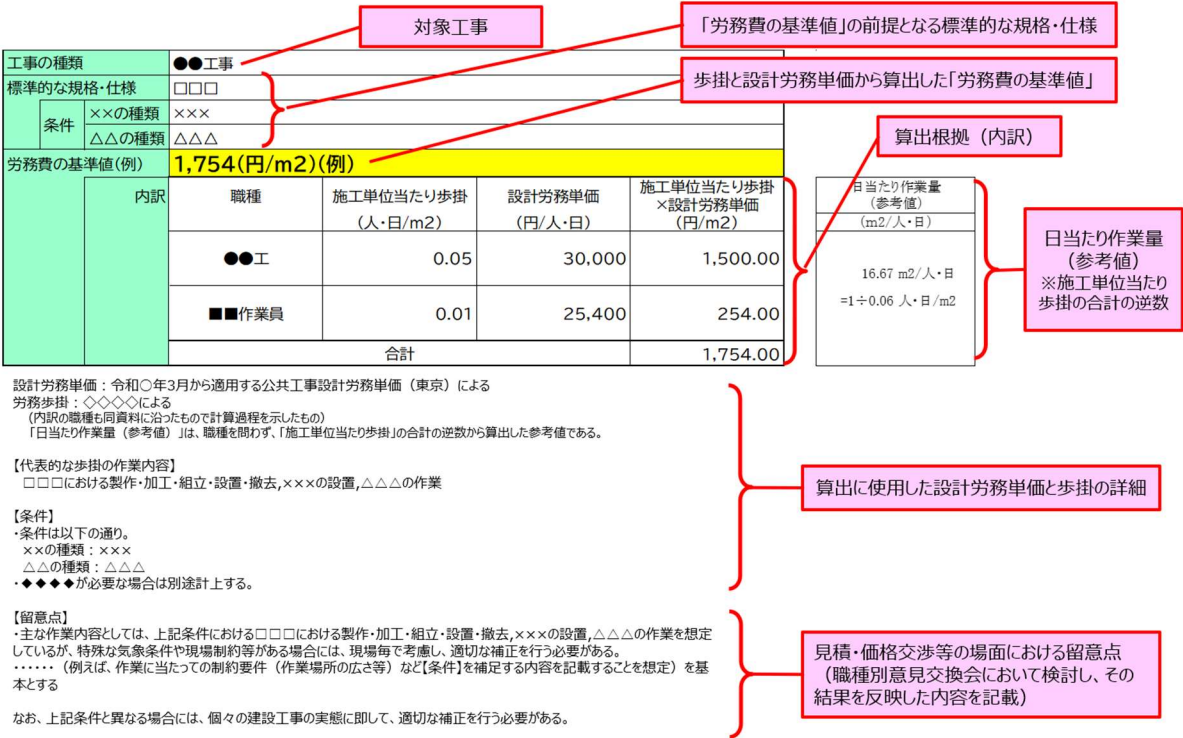 対象工事
「労務費の基準値」の前提となる標準的な規格・仕様
歩掛と設計労務単価から算出した「労務費の基準値」
算出根拠（内訳）
工事の種類
●●工事
標準的な規格・仕様
□□□
条件
××の種類
×××
△△の種類
△△△
労務費の基準値(例)
1,754(円/m2)(例)
内訳
職種
施工単位当たり歩掛
(人・日/m2)
設計労務単価
(円/人・日)
施工単位当たり歩掛
×設計労務単価
(円/m2)
●●工
0.05
30,000
1,500.00
■■作業員
0.01
25,400
254.00
合計
1,754.00
日当たり作業量
（参考値）
(m2/人・日)
16.67 m2/人・日
=1÷0.06 人・日/m2
日当たり作業量
（参考値）
※施工単位当たり
歩掛の合計の逆数
設計労務単価：令和○年3月から適用する公共工事設計労務単価（東京）による
労務歩掛：◇◇◇◇による
（内訳の職種も同資料に沿ったもので計算過程を示したもの）
「日当たり作業量（参考値）」は、職種を問わず、「施工単位当たり歩掛」の合計の逆数から算出した参考値である。
【代表的な歩掛の作業内容】
□□□における製作・加工・組立・設置・撤去,×××の設置,△△△の作業
【条件】
・条件は以下の通り。
××の種類：×××
△△の種類：△△△
・◆◆◆◆が必要な場合は別途計上する。
算出に使用した設計労務単価と歩掛の詳細
【留意点】
・主な作業内容としては、上記条件における□□□における製作・加工・組立・設置・撤去,×××の設置,△△△の作業を想定
しているが、特殊な気象条件や現場制約等がある場合には、現場毎で考慮し、適切な補正を行う必要がある。
・・・・・・（例えば、作業に当たっての制約要件（作業場所の広さ等）など【条件】を補足する内容を記載することを想定）を基
本とする
なお、上記条件と異なる場合には、個々の建設工事の実態に即して、適切な補正を行う必要がある。
見積・価格交渉等の場面における留意点
（職種別意見交換会において検討し、その
結果を反映した内容を記載）